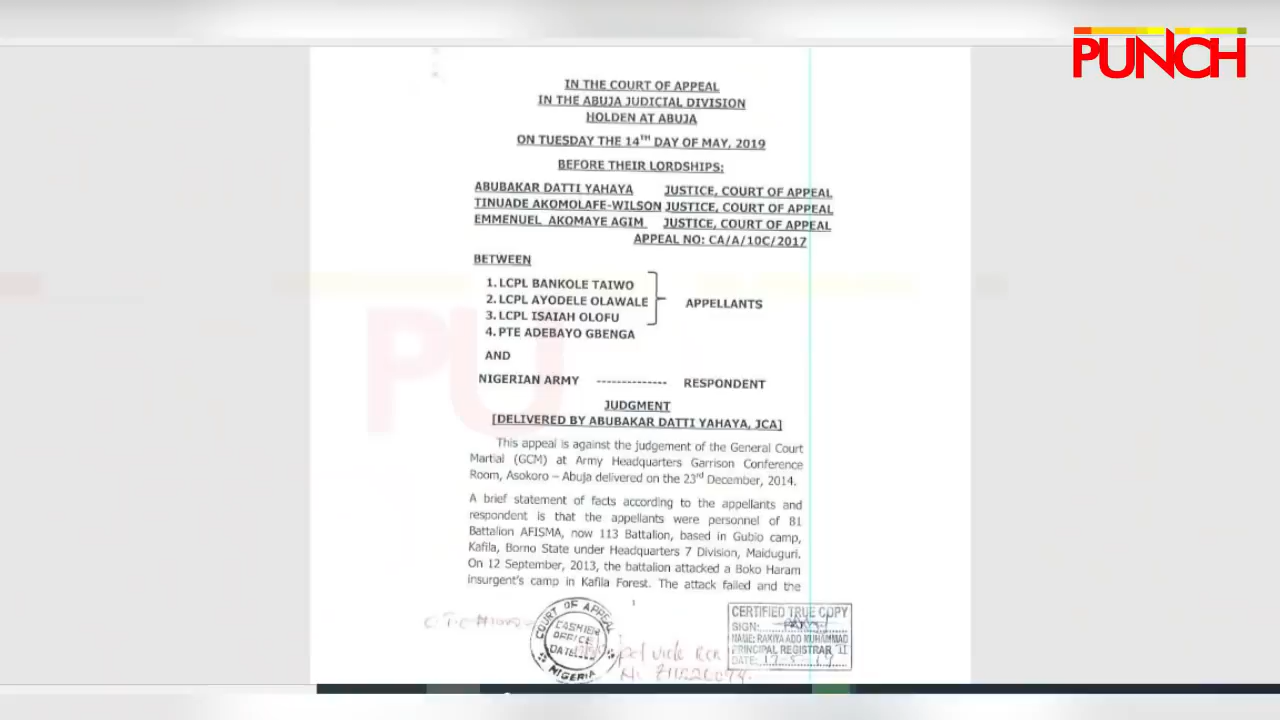 PUNCH
IN THE COURT OF APPEAL
IN THE ABUJA JUDICIAL DIVISION
HOLDEN AT ABUJA
ON TUESDAY THE 14TH DAY OF MAY, 2019
BEFORE THEIR LORDSHIPS:
ABUBAKAR DATTI YAHAYA JUSTICE, COURT OF APPEAL
TINUADE AKOMOLAFE-WILSON JUSTICE, COURT OF APPEAL
EMMENUEL AKOMAYE AGIM JUSTICE, COURT OF APPEAL
APPEAL NO: CA/A/10C/2017
BETWEEN
1. LCPL BANKOLE TAIWO
2. LCPL AYODELE OLAWALE APPELLANTS
3. LCPL ISAIAH OLOFU
4. PTE ADEBAYO GBENGA
AND
NIGERIAN ARMY -------------- RESPONDENT
JUDGMENT
[DELIVERED BY ABUBAKAR DATTI YAHAYA, JCA]
This appeal is against the judgement of the General Court
Martial (GCM) at Army Headquarters Garrison Conference
Room, Asokoro – Abuja delivered on the 23rd December, 2014.
A brief statement of facts according to the appellants and
respondent is that the appellants were personnel of 81
Battalion AFISMA, now 113 Battalion, based in Gubio camp,
Kafila, Borno State under Headquarters 7 Division, Maiduguri.
On 12 September, 2013, the battalion attacked a Boko Haram
insurgent's camp in Kafila Forest. The attack failed and the
1
COURT OF APPEAL
CASHIER
OFFICE
DATE
NIGERIA
CERTIFIED TRUE COPY
SIGN:
NAME: RAKIYA ADO MUHAMMAD
PRINCIPAL REGISTRAR II
DATE: 17-5-19